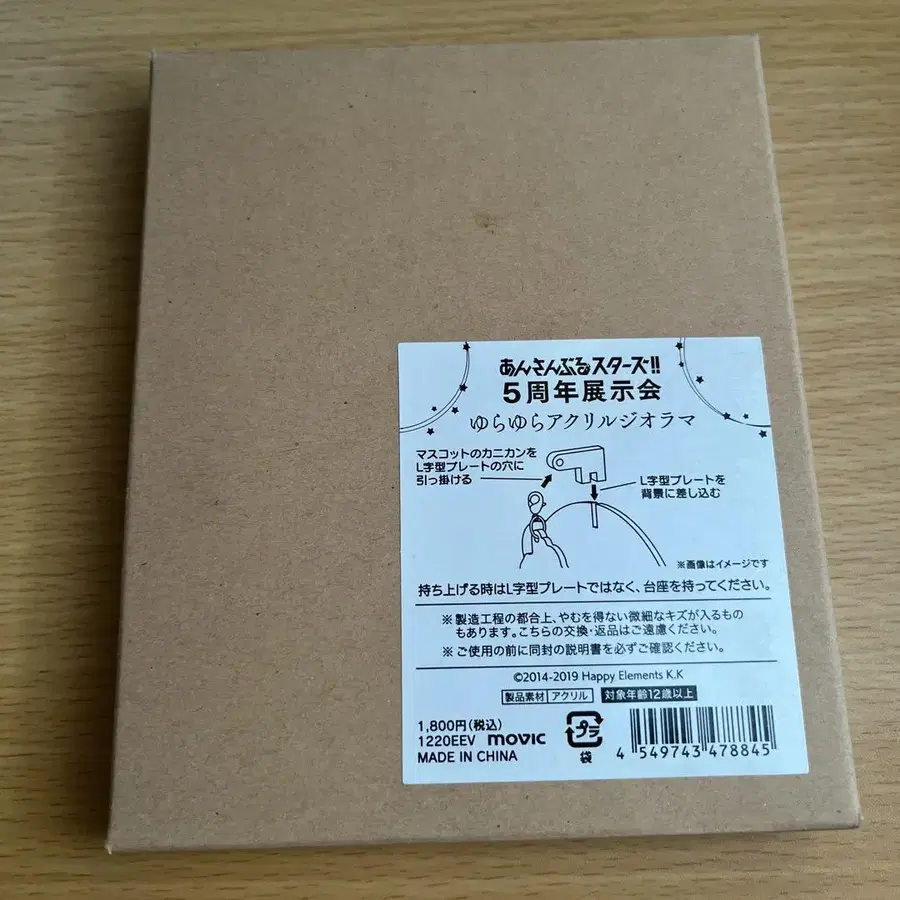 あんさんぶるスターズ!!
5周年展示会
ゆらゆらアクリルジオラマ
マスコットのカニカンを
L字型プレートの穴に
引っ掛ける
L字型プレートを
背景に差し込む
※画像はイメージです
持ち上げる時はL字型プレートではなく、台座を持ってください。
※製造工程の都合上、やむを得ない微細なキズが入るもの
もあります。こちらの交換・返品はご遠慮ください。
※ご使用の前に同封の説明書を必ずご確認ください。
©2014-2019 Happy Elements K.K
製品素材 アクリル 対象年齢12歳以上
1,800円(税込)
1220EEV movic
MADE IN CHINA
プラ
袋
4 549743 478845